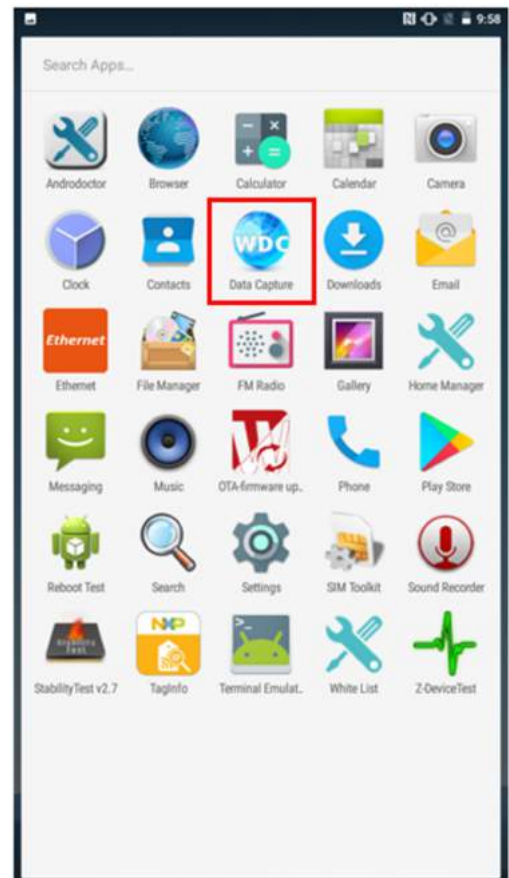 9:58
Search Apps...
Androdoctor Browser Calculator Calendar Camera
WDC
Clock Contacts Data Capture Downloads Email
Ethernet
Ethernet File Manager FM Radio Gallery Home Manager
Messaging Music OTA-firmware up.. Phone Play Store
Reboot Test Search Settings SIM Toolkit Sound Recorder
NXP
StabilityTest v2.7 TagInfo Terminal Emulat.. White List Z-DeviceTest